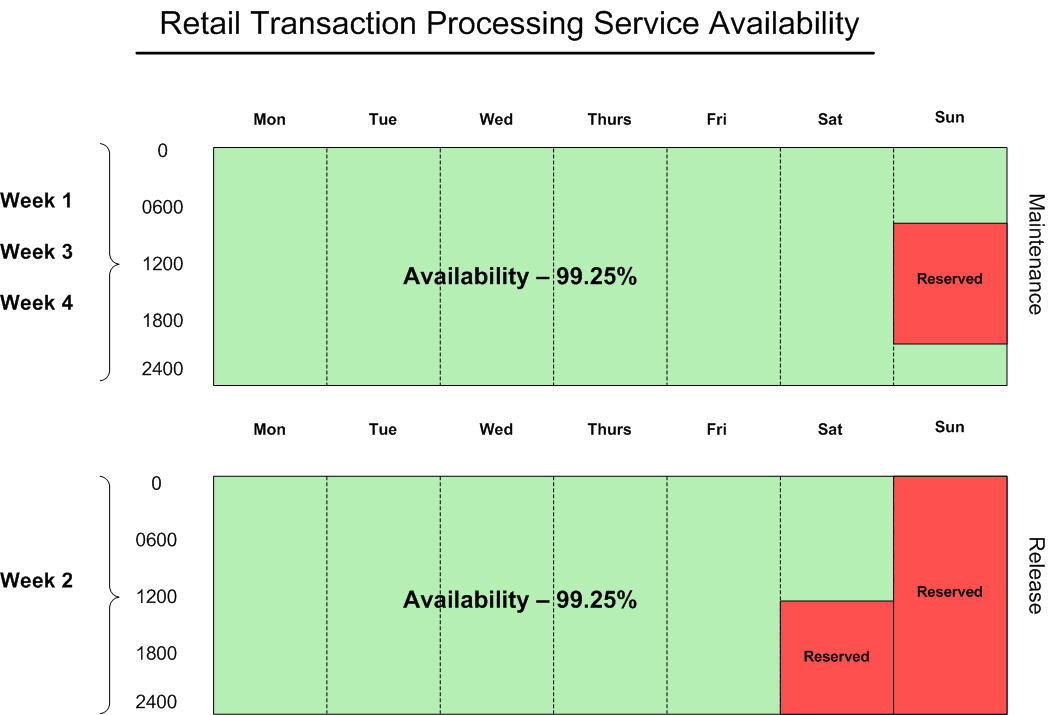 Retail Transaction Processing Service Availability
Mon Tue Wed Thurs Fri Sat Sun
0
Week 1
0600
Week 3
1200
Availability – 99.25%
Reserved
Week 4
1800
2400
Maintenance
Mon Tue Wed Thurs Fri Sat Sun
0
0600
Week 2
1200
Availability – 99.25%
Reserved
1800
Reserved
2400
Release